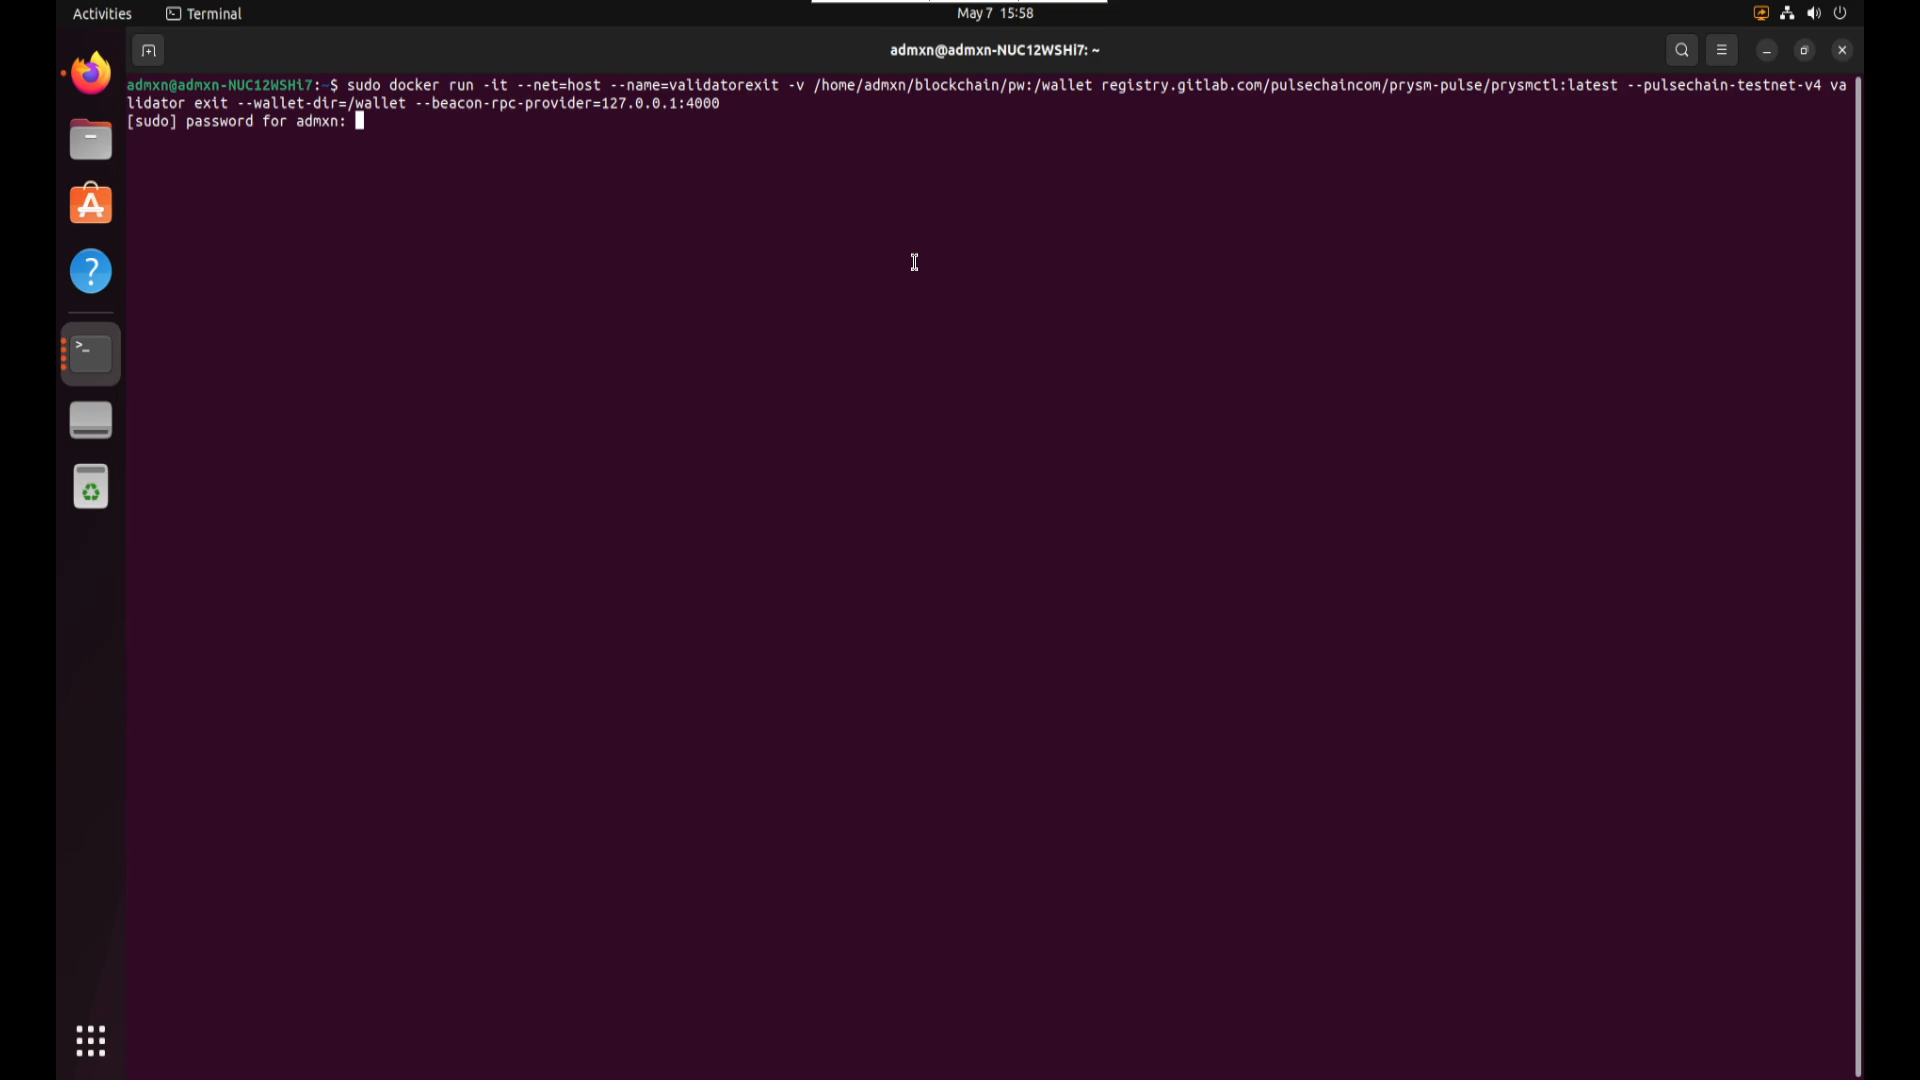 Activities Terminal May 7 15:58
admxn@admxn-NUC12WSHi7: ~
admxn@admxn-NUC12WSHi7:~$ sudo docker run -it --net=host --name=validatorexit -v /home/admxn/blockchain/pw:/wallet registry.gitlab.com/pulsechaincom/prysm-pulse/prysmctl:latest --pulsechain-testnet-v4 va
lidator exit --wallet-dir=/wallet --beacon-rpc-provider=127.0.0.1:4000
[sudo] password for admxn: